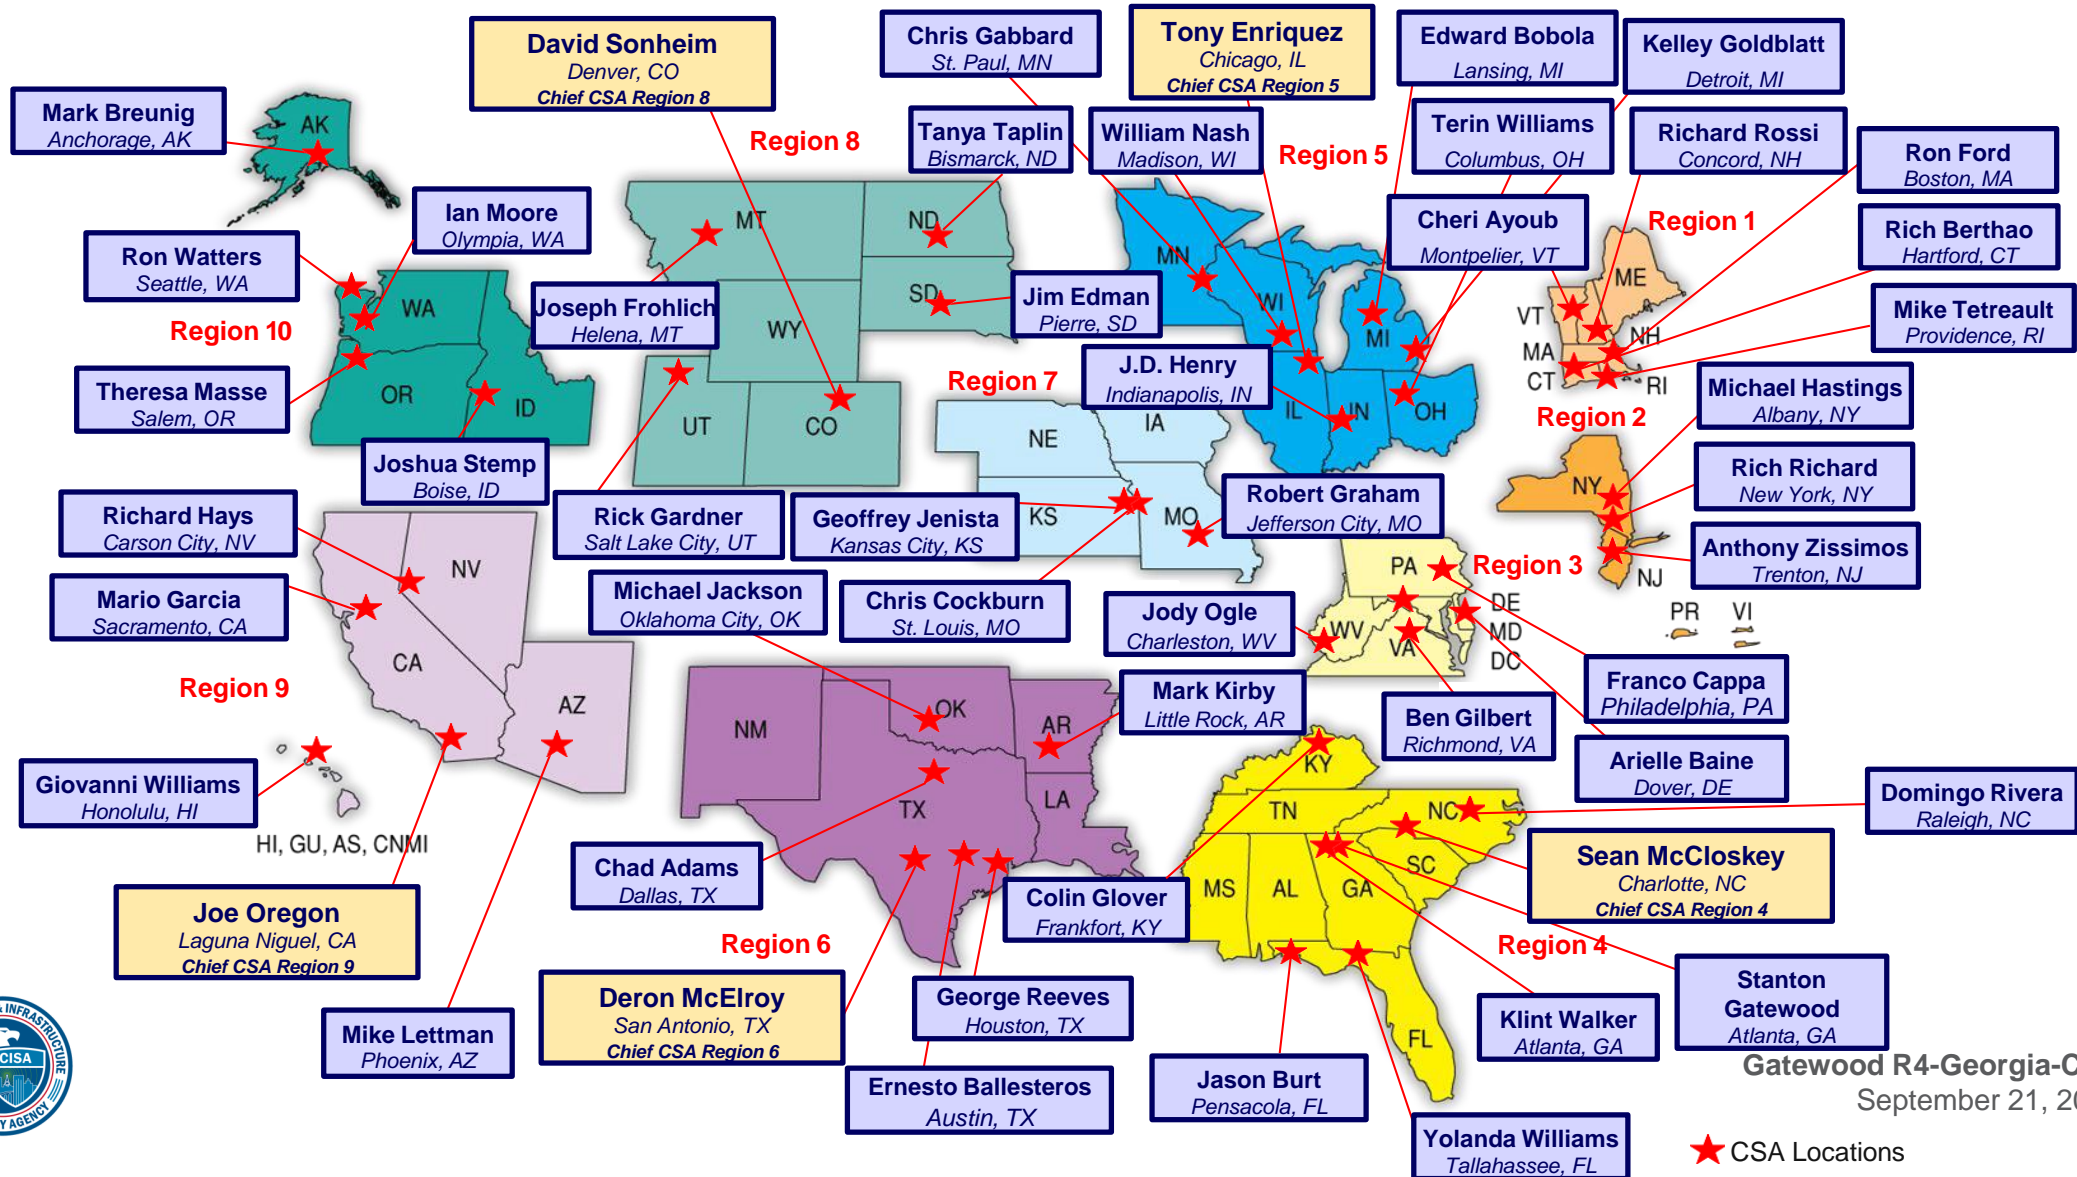 David Sonheim
Denver, CO
Chief CSA Region 8
Chris Gabbard
St. Paul, MN
Tony Enriquez
Chicago, IL
Chief CSA Region 5
Edward Bobola
Lansing, MI
Kelley Goldblatt
Detroit, MI
Mark Breunig
Anchorage, AK
AK
Region 8
Tanya Taplin
Bismarck, ND
William Nash
Madison, WI
Region 5
Terin Williams
Columbus, OH
Richard Rossi
Concord, NH
Ron Ford
Boston, MA
Ian Moore
Olympia, WA
Ron Watters
Seattle, WA
Region 10
MT
ND
MN
Cheri Ayoub
Montpelier, VT
Region 1
Rich Berthao
Hartford, CT
ME
WA
Joseph Frohlich
Helena, MT
WY
SD
Jim Edman
Pierre, SD
WI
MI
VT
NH
MA
CT
RI
Mike Tetreault
Providence, RI
Theresa Masse
Salem, OR
OR
ID
UT
CO
Region 7
J.D. Henry
Indianapolis, IN
IL
IN
OH
Region 2
Michael Hastings
Albany, NY
Joshua Stemp
Boise, ID
NE
IA
NY
Rich Richard
New York, NY
Richard Hays
Carson City, NV
NV
Rick Gardner
Salt Lake City, UT
Geoffrey Jenista
Kansas City, KS
KS
MO
Robert Graham
Jefferson City, MO
Anthony Zissimos
Trenton, NJ
NJ
Mario Garcia
Sacramento, CA
CA
Michael Jackson
Oklahoma City, OK
Chris Cockburn
St. Louis, MO
Jody Ogle
Charleston, WV
PA
Region 3
WV
VA
DE
MD
DC
PR
VI
Region 9
AZ
NM
OK
AR
Mark Kirby
Little Rock, AR
Ben Gilbert
Richmond, VA
Franco Cappa
Philadelphia, PA
Arielle Baine
Dover, DE
Giovanni Williams
Honolulu, HI
HI, GU, AS, CNMI
TX
LA
KY
TN
NC
Domingo Rivera
Raleigh, NC
Chad Adams
Dallas, TX
Colin Glover
Frankfort, KY
MS
AL
GA
SC
Sean McCloskey
Charlotte, NC
Chief CSA Region 4
Joe Oregon
Laguna Niguel, CA
Chief CSA Region 9
Region 6
Region 4
Deron McElroy
San Antonio, TX
Chief CSA Region 6
George Reeves
Houston, TX
Klint Walker
Atlanta, GA
Stanton
Gatewood
Atlanta, GA
Mike Lettman
Phoenix, AZ
FL
Ernesto Ballesteros
Austin, TX
Jason Burt
Pensacola, FL
Yolanda Williams
Tallahassee, FL
& INFRASTRUCTURE
CISA
AGENCY
Gatewood R4-Georgia-C
September 21, 20
CSA Locations